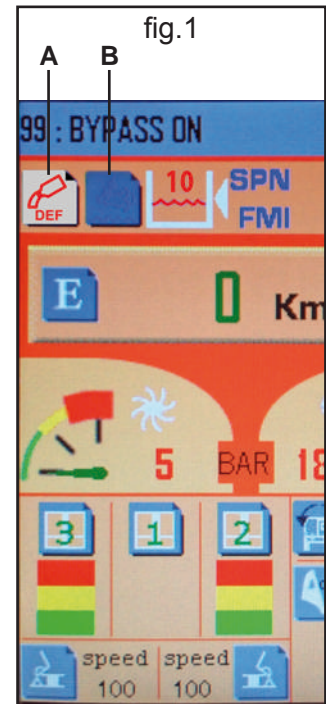 fig.1
A B
99 : BYPASS ON
DEF
10
SPN
FMI
E 0 Km
5 BAR 18
3 1 2
speed speed
100 100